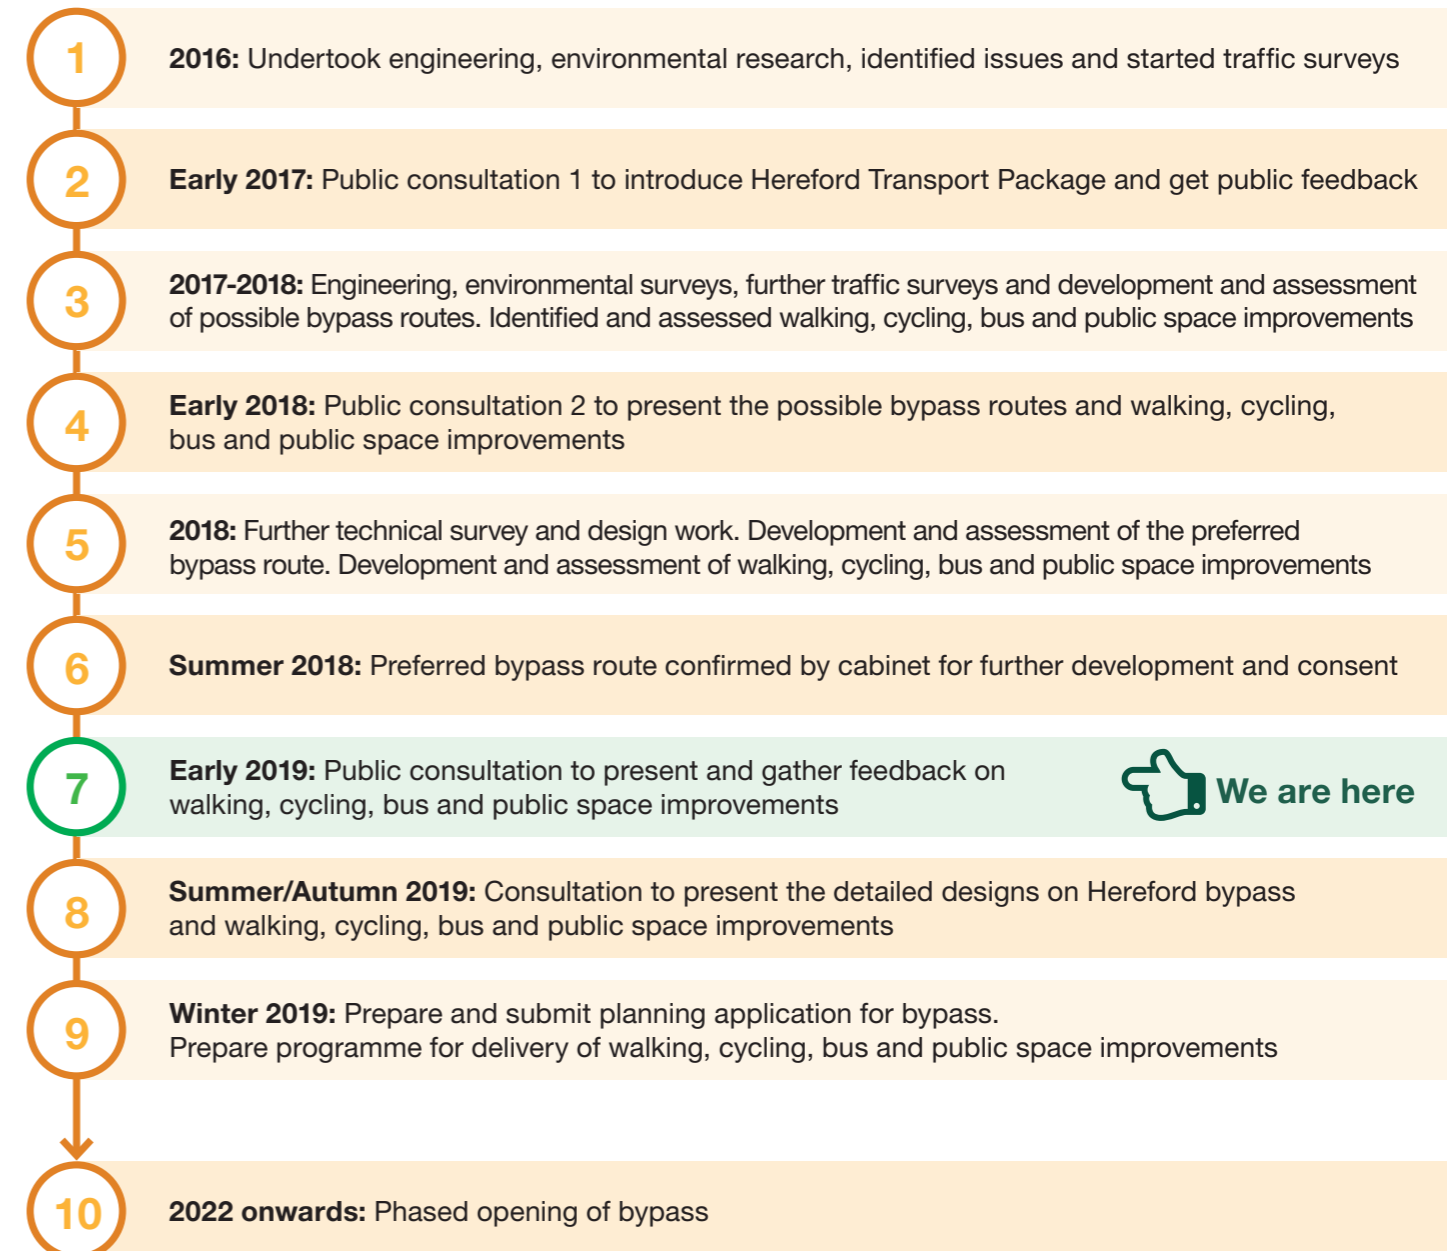 1
2016: Undertook engineering, environmental research, identified issues and started traffic surveys
2
Early 2017: Public consultation 1 to introduce Hereford Transport Package and get public feedback
3
2017-2018: Engineering, environmental surveys, further traffic surveys and development and assessment
of possible bypass routes. Identified and assessed walking, cycling, bus and public space improvements
4
Early 2018: Public consultation 2 to present the possible bypass routes and walking, cycling,
bus and public space improvements
5
2018: Further technical survey and design work. Development and assessment of the preferred
bypass route. Development and assessment of walking, cycling, bus and public space improvements
6
Summer 2018: Preferred bypass route confirmed by cabinet for further development and consent
7
Early 2019: Public consultation to present and gather feedback on
walking, cycling, bus and public space improvements
We are here
8
Summer/Autumn 2019: Consultation to present the detailed designs on Hereford bypass
and walking, cycling, bus and public space improvements
9
Winter 2019: Prepare and submit planning application for bypass.
Prepare programme for delivery of walking, cycling, bus and public space improvements
10
2022 onwards: Phased opening of bypass